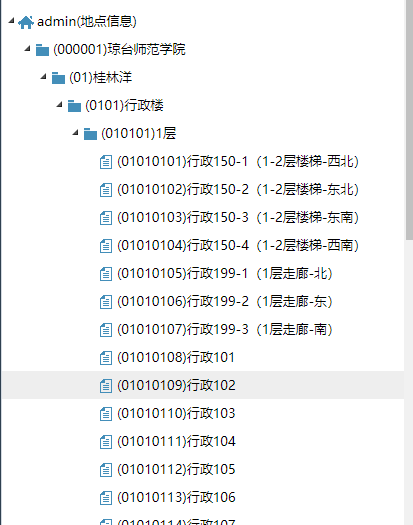 admin(地点信息)
(000001)琼台师范学院
(01)桂林洋
(0101)行政楼
(010101)1层
(01010101)行政150-1（1-2层楼梯-西北）
(01010102)行政150-2（1-2层楼梯-东北）
(01010103)行政150-3（1-2层楼梯-东南）
(01010104)行政150-4（1-2层楼梯-西南）
(01010105)行政199-1（1层走廊-北）
(01010106)行政199-2（1层走廊-东）
(01010107)行政199-3（1层走廊-南）
(01010108)行政101
(01010109)行政102
(01010110)行政103
(01010111)行政104
(01010112)行政105
(01010113)行政106
(01010114)行政107